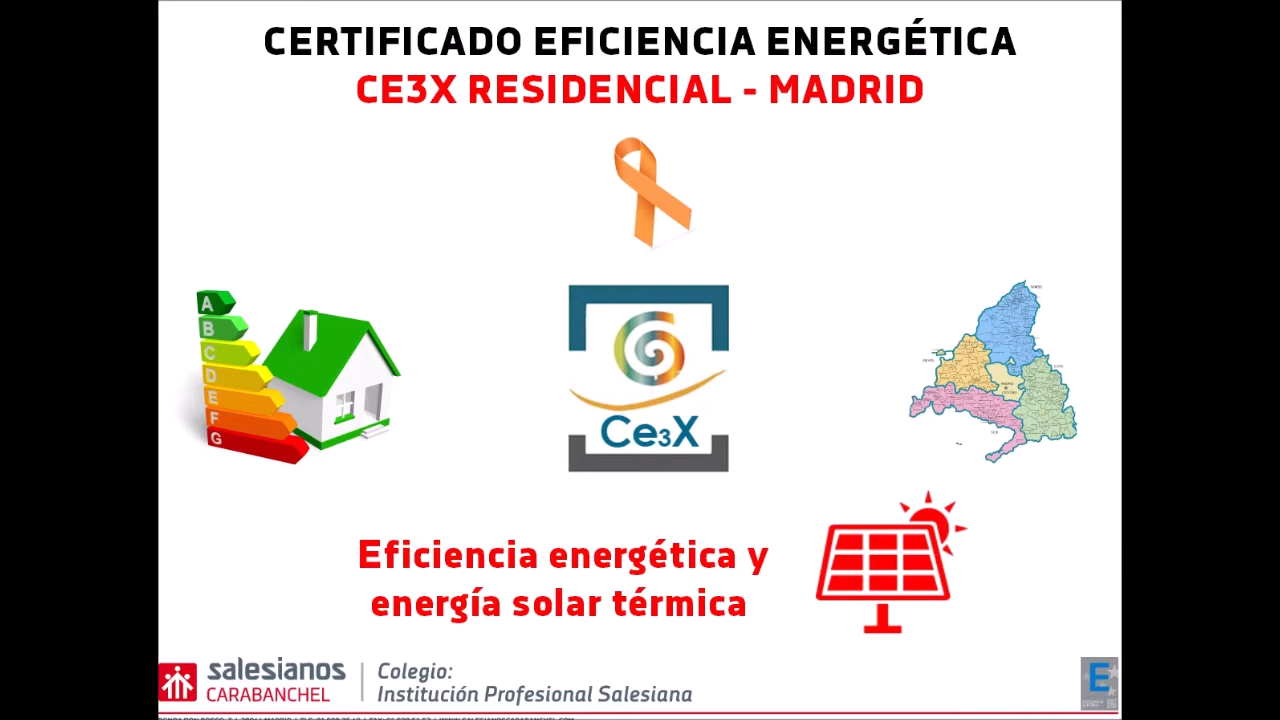 CERTIFICADO EFICIENCIA ENERGÉTICA
CE3X RESIDENCIAL - MADRID
A
B
C
D
E
F
G
Ce3X
Eficiencia energética y
energía solar térmica
salesianos
CARABANCHEL
Colegio:
Institución Profesional Salesiana
E